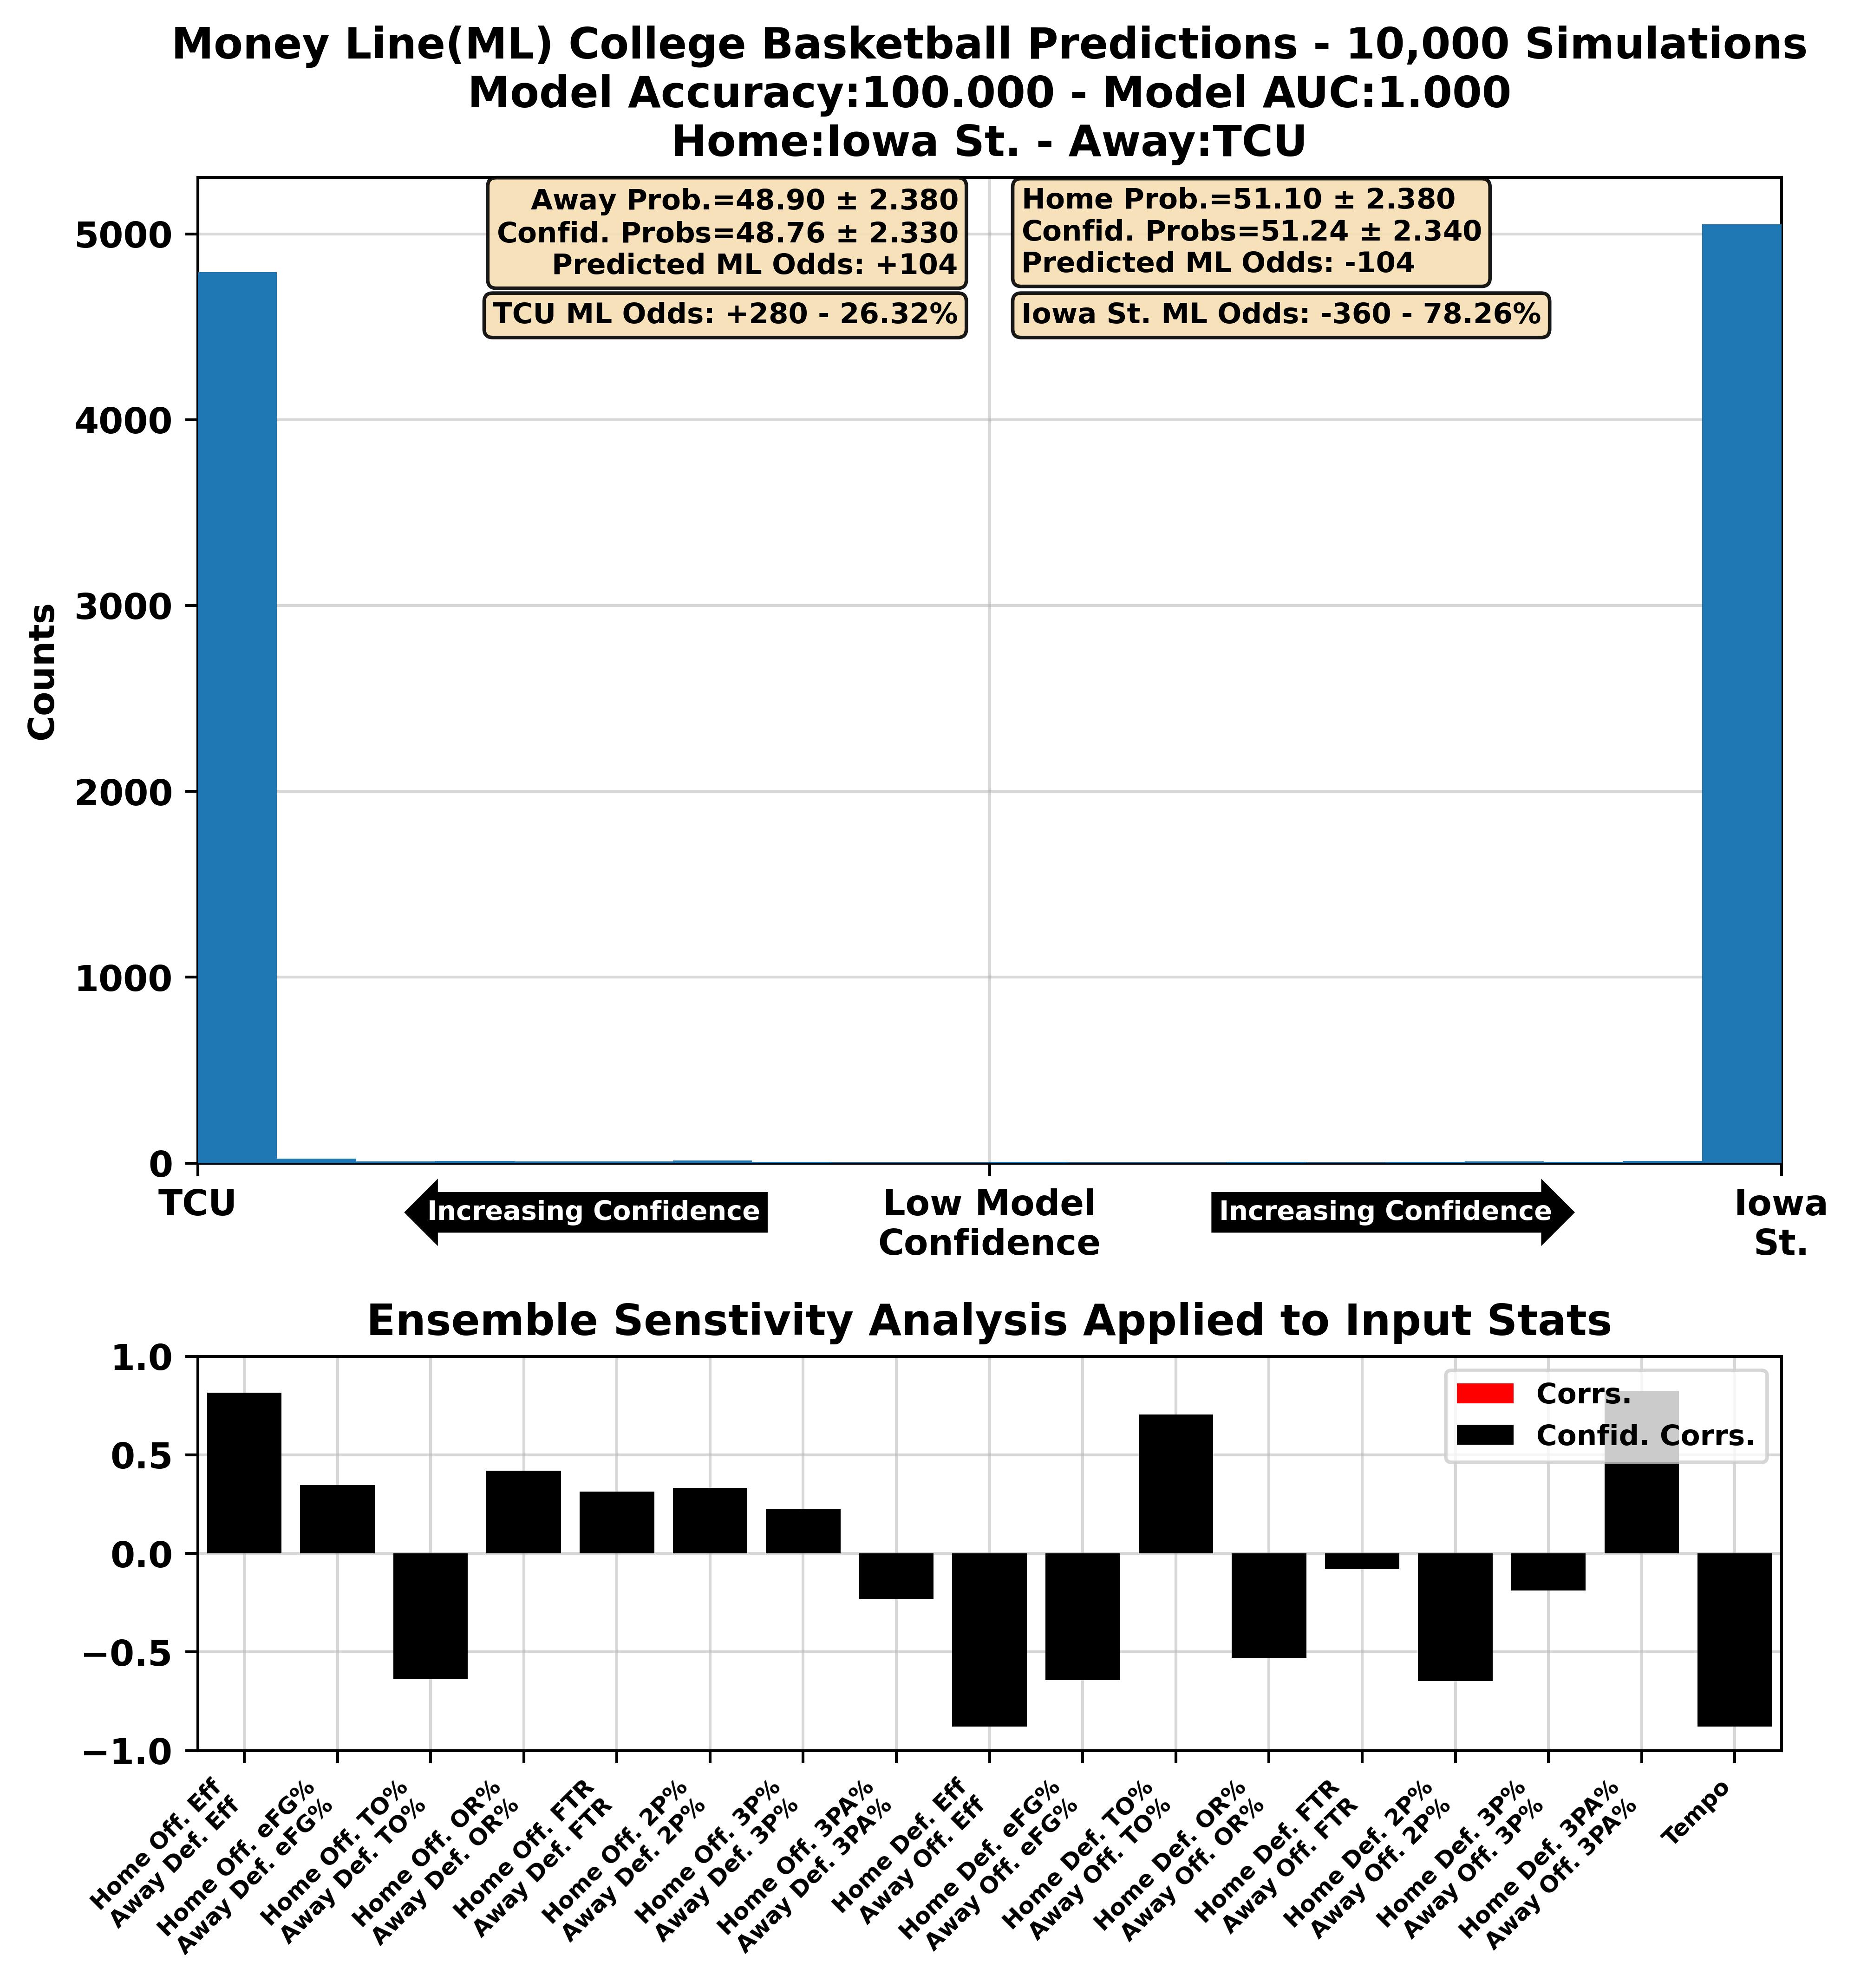 Money Line(ML) College Basketball Predictions - 10,000 Simulations
Model Accuracy:100.000 - Model AUC:1.000
Home:Iowa St. - Away:TCU
Away Prob.=48.90 ± 2.380
Confid. Probs=48.76 ± 2.330
Predicted ML Odds: +104
TCU ML Odds: +280 - 26.32%
Home Prob.=51.10 ± 2.380
Confid. Probs=51.24 ± 2.340
Predicted ML Odds: -104
Iowa St. ML Odds: -360 - 78.26%
Counts
5000
4000
3000
2000
1000
0
TCU
Increasing Confidence
Low Model
Confidence
Increasing Confidence
Iowa
St.
Ensemble Senstivity Analysis Applied to Input Stats
1.0
0.5
0.0
−0.5
−1.0
Corrs.
Confid. Corrs.
Home Off. Eff
Away Def. Eff
Home Off. eFG%
Away Def. eFG%
Home Off. TO%
Away Def. TO%
Home Off. OR%
Away Def. OR%
Home Off. FTR
Away Def. FTR
Home Off. 2P%
Away Def. 2P%
Home Off. 3P%
Away Def. 3P%
Home Off. 3PA%
Away Def. 3PA%
Home Def. Eff
Away Off. Eff
Home Def. eFG%
Away Off. eFG%
Home Def. TO%
Away Off. TO%
Home Def. OR%
Away Off. OR%
Home Def. FTR
Away Off. FTR
Home Def. 2P%
Away Off. 2P%
Home Def. 3P%
Away Off. 3P%
Home Def. 3PA%
Away Off. 3PA%
Tempo